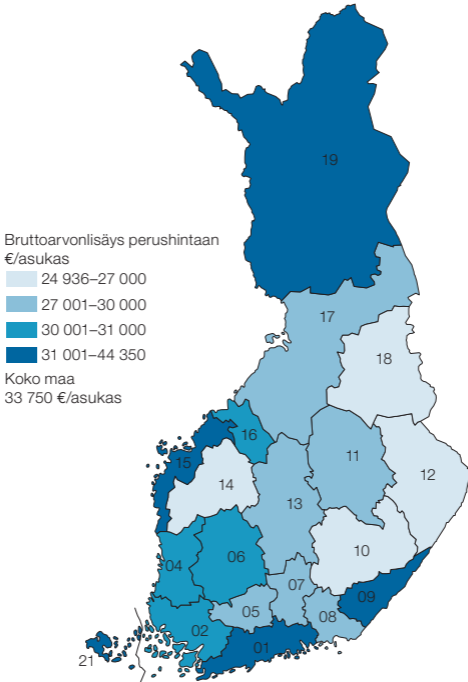 19
Bruttoarvonlisäys perushintaan
€/asukas
24 936–27 000
27 001–30 000
30 001–31 000
31 001–44 350
Koko maa
33 750 €/asukas
17
18
16
15
11
12
14
13
10
06
04
07
09
05
08
02
01
21